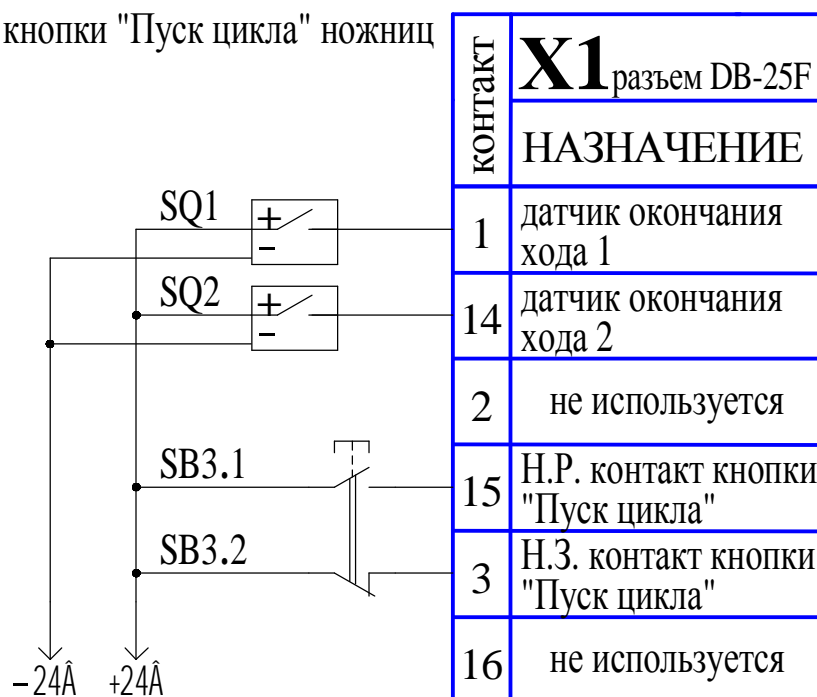 кнопки "Пуск цикла" ножниц
контакт
X1 разъем DB-25F
НАЗНАЧЕНИЕ
SQ1
+
−
1
датчик окончания
хода 1
SQ2
+
−
14
датчик окончания
хода 2
2
не используется
SB3.1
15
Н.Р. контакт кнопки
"Пуск цикла"
SB3.2
3
Н.З. контакт кнопки
"Пуск цикла"
16
не используется
−24Â
+24Â